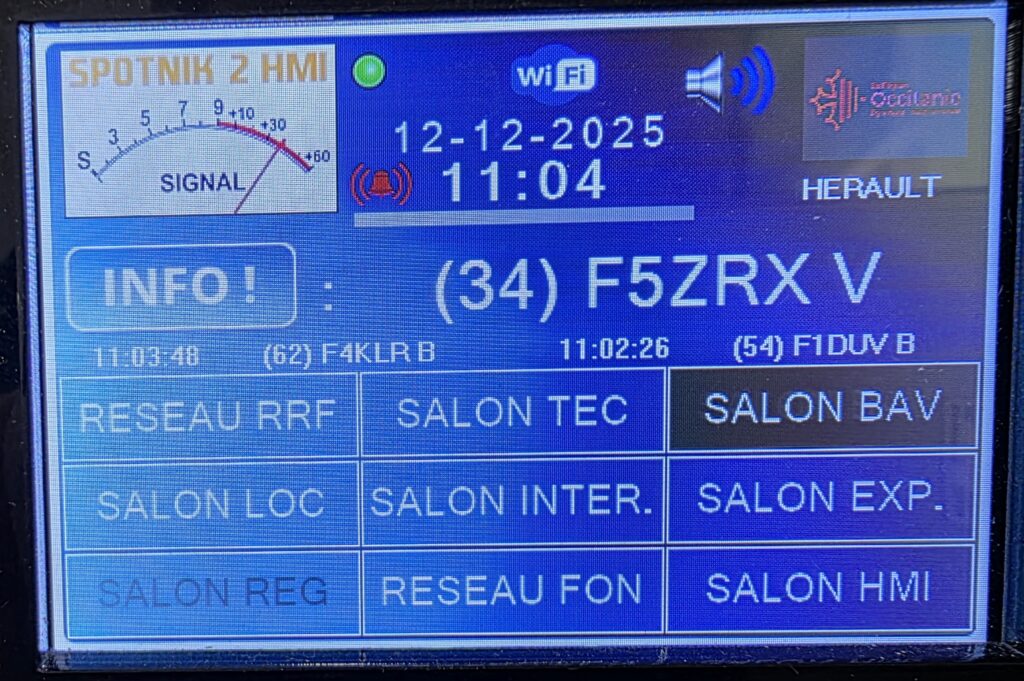 SPOTNIK 2 HMI
S 3 5 7 9 +10 +30 +60
SIGNAL
WiFi
12-12-2025
11:04
Occitanie
HERAULT
INFO ! : (34) F5ZRX V
11:03:48 (62) F4KLR B 11:02:26 (54) F1DUV B
RESEAU RRF SALON TEC SALON BAV
SALON LOC SALON INTER. SALON EXP.
SALON REG RESEAU FON SALON HMI